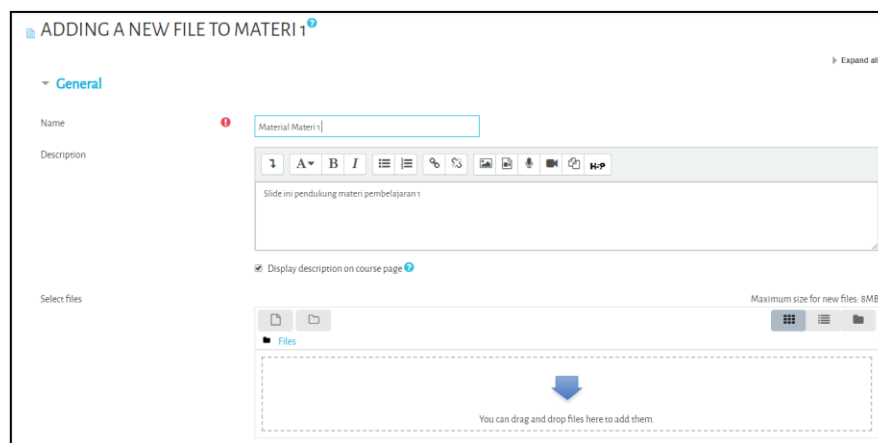 ADDING A NEW FILE TO MATERI 1
Expand all
General
Name
Material Materi 1
Description
A B I
H-P
Slide ini pendukung materi pembelajaran 1
Display description on course page
Select files
Maximum size for new files: 8MB
Files
You can drag and drop files here to add them.